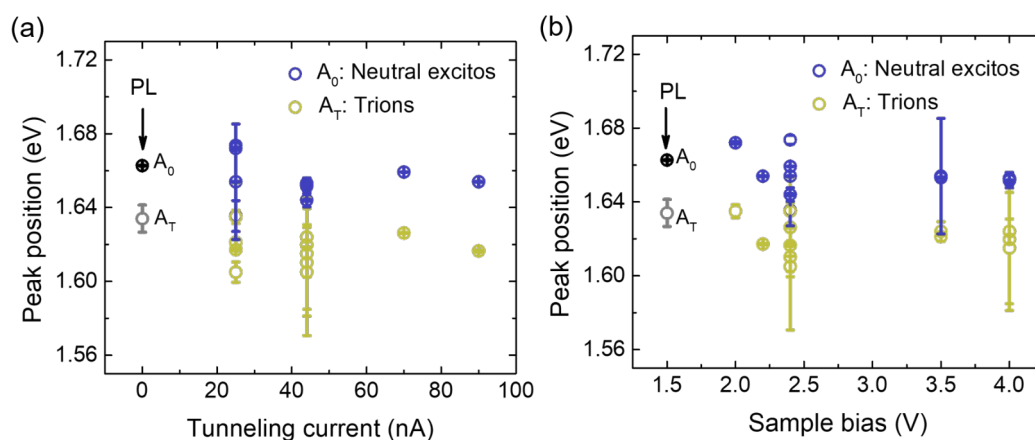 (a)
1.72
1.68
1.64
1.60
1.56
Peak position (eV)
A0: Neutral excitos
AT: Trions
PL
A0
AT
0 20 40 60 80 100
Tunneling current (nA)
(b)
1.72
1.68
1.64
1.60
1.56
Peak position (eV)
A0: Neutral excitos
AT: Trions
PL
A0
AT
1.5 2.0 2.5 3.0 3.5 4.0
Sample bias (V)